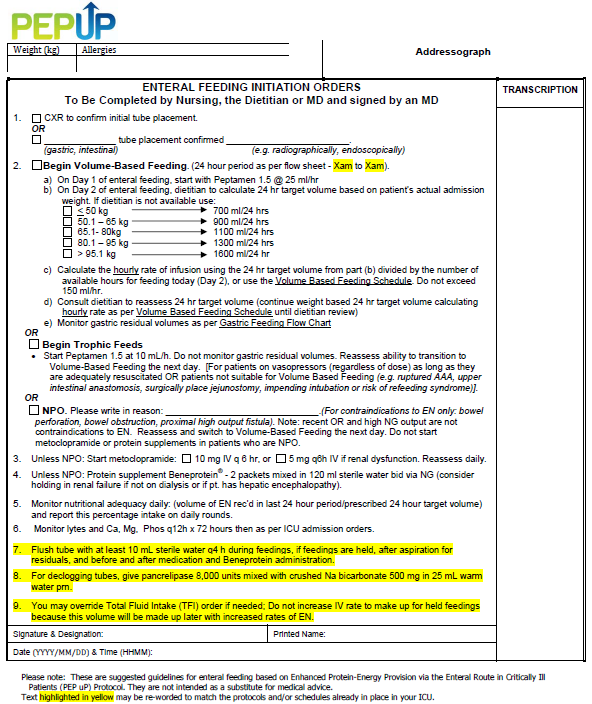 PEPUP
Weight (kg) Allergies
Addressograph
ENTERAL FEEDING INITIATION ORDERS
To Be Completed by Nursing, the Dietitian or MD and signed by an MD
TRANSCRIPTION
1. CXR to confirm initial tube placement.
OR
____________ tube placement confirmed ____________
(gastric, intestinal) (e.g. radiographically, endoscopically)
2. Begin Volume-Based Feeding. (24 hour period as per flow sheet - Xam to Xam).
a) On Day 1 of enteral feeding, start with Peptamen 1.5 @ 25 ml/hr
b) On Day 2 of enteral feeding, dietitian to calculate 24 hr target volume based on patient's actual admission
weight. If dietitian is not available use:
≤ 50 kg → 700 ml/24 hrs
50.1 – 65 kg → 900 ml/24 hrs
65.1- 80kg → 1100 ml/24 hrs
80.1 – 95 kg → 1300 ml/24 hrs
> 95.1 kg → 1600 ml/24 hr
c) Calculate the hourly rate of infusion using the 24 hr target volume from part (b) divided by the number of
available hours for feeding today (Day 2), or use the Volume Based Feeding Schedule. Do not exceed
150 ml/hr.
d) Consult dietitian to reassess 24 hr target volume (continue weight based 24 hr target volume calculating
hourly rate as per Volume Based Feeding Schedule until dietitian review)
e) Monitor gastric residual volumes as per Gastric Feeding Flow Chart
OR
Begin Trophic Feeds
• Start Peptamen 1.5 at 10 mL/h. Do not monitor gastric residual volumes. Reassess ability to transition to
Volume-Based Feeding the next day. [For patients on vasopressors (regardless of dose) as long as they
are adequately resuscitated OR patients not suitable for Volume Based Feeding (e.g. ruptured AAA, upper
intestinal anastomosis, surgically place jejunostomy, impending intubation or risk of refeeding syndrome)].
OR
NPO. Please write in reason: ____________.(For contraindications to EN only: bowel
perforation, bowel obstruction, proximal high output fistula). Note: recent OR and high NG output are not
contraindications to EN. Reassess and switch to Volume-Based Feeding the next day. Do not start
metoclopramide or protein supplements in patients who are NPO.
3. Unless NPO: Start metoclopramide: 10 mg IV q 6 hr, or 5 mg q6h IV if renal dysfunction. Reassess daily.
4. Unless NPO: Protein supplement Beneprotein® - 2 packets mixed in 120 ml sterile water bid via NG (consider
holding in renal failure if not on dialysis or if pt. has hepatic encephalopathy).
5. Monitor nutritional adequacy daily: (volume of EN rec'd in last 24 hour period/prescribed 24 hour target volume)
and report this percentage intake on daily rounds.
6. Monitor lytes and Ca, Mg, Phos q12h x 72 hours then as per ICU admission orders.
7. Flush tube with at least 10 mL sterile water q4 h during feedings, if feedings are held, after aspiration for
residuals, and before and after medication and Beneprotein administration.
8. For declogging tubes, give pancrelipase 8,000 units mixed with crushed Na bicarbonate 500 mg in 25 mL warm
water prn.
9. You may override Total Fluid Intake (TFI) order if needed; Do not increase IV rate to make up for held feedings
because this volume will be made up later with increased rates of EN.
Signature & Designation: Printed Name:
Date (YYYY/MM/DD) & Time (HHMM):
Please note: These are suggested guidelines for enteral feeding based on Enhanced Protein-Energy Provision via the Enteral Route in Critically Ill
Patients (PEP uP) Protocol. They are not intended as a substitute for medical advice.
Text highlighted in yellow may be re-worded to match the protocols and/or schedules already in place in your ICU.